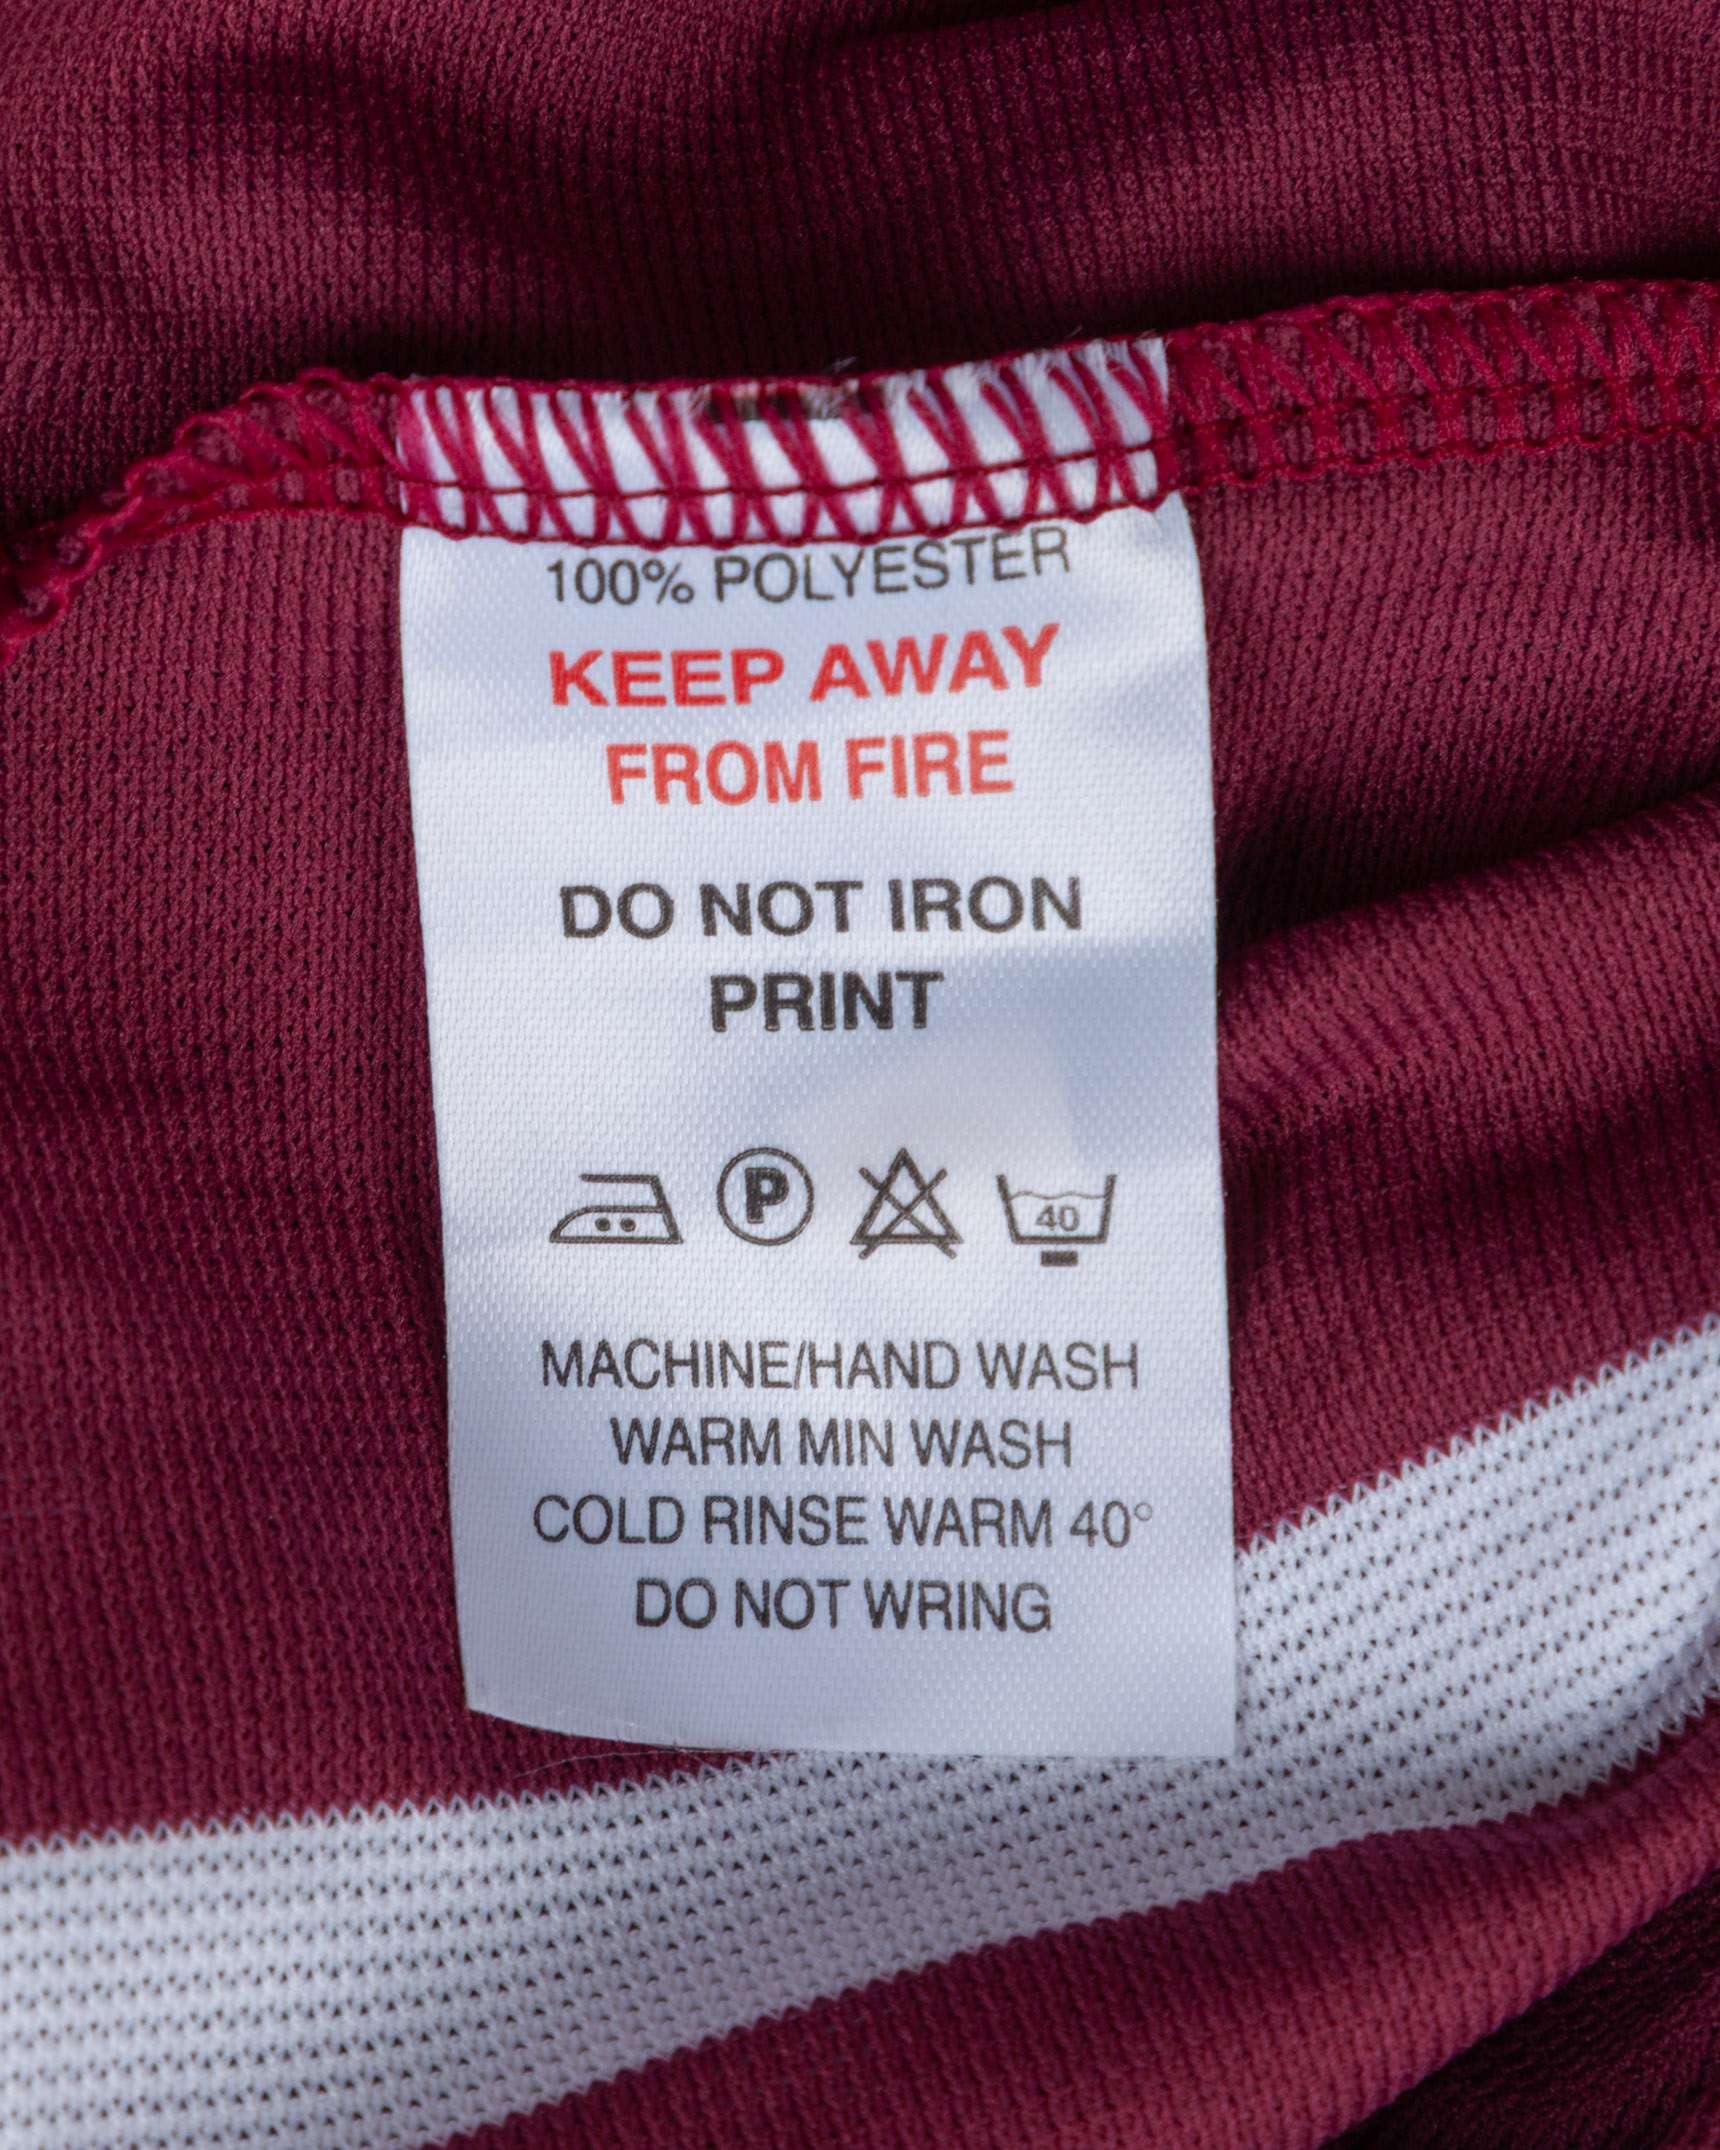 100% POLYESTER
KEEP AWAY
FROM FIRE
DO NOT IRON
PRINT
P 40
MACHINE/HAND WASH
WARM MIN WASH
COLD RINSE WARM 40°
DO NOT WRING